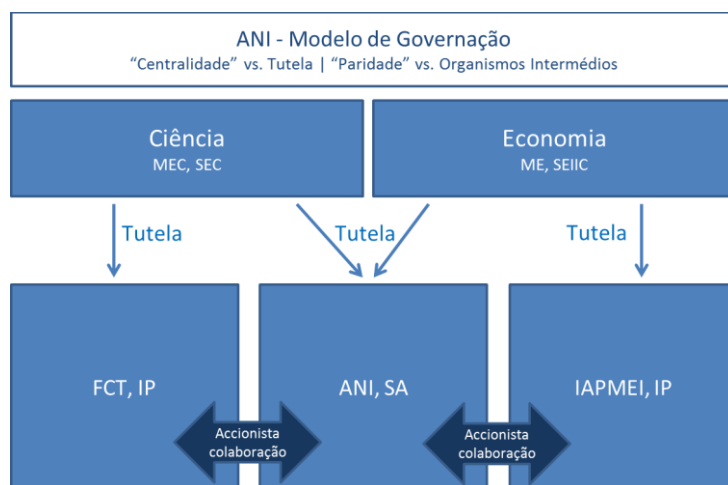 ANI - Modelo de Governação
“Centralidade” vs. Tutela | “Paridade” vs. Organismos Intermédios
Ciência
MEC, SEC
Economia
ME, SEIIC
Tutela
Tutela
Tutela
FCT, IP
ANI, SA
IAPMEI, IP
Accionista
colaboração
Accionista
colaboração